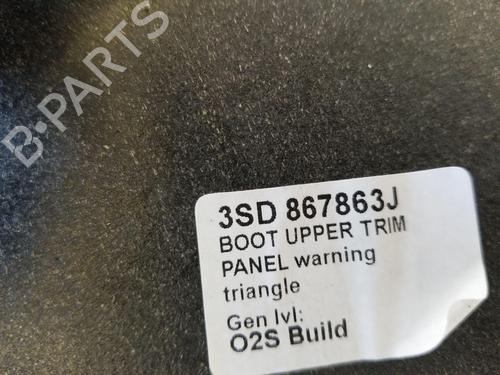 B-PARTS
3SD 867863J
BOOT UPPER TRIM
PANEL warning
triangle
Gen lvl:
O2S Build